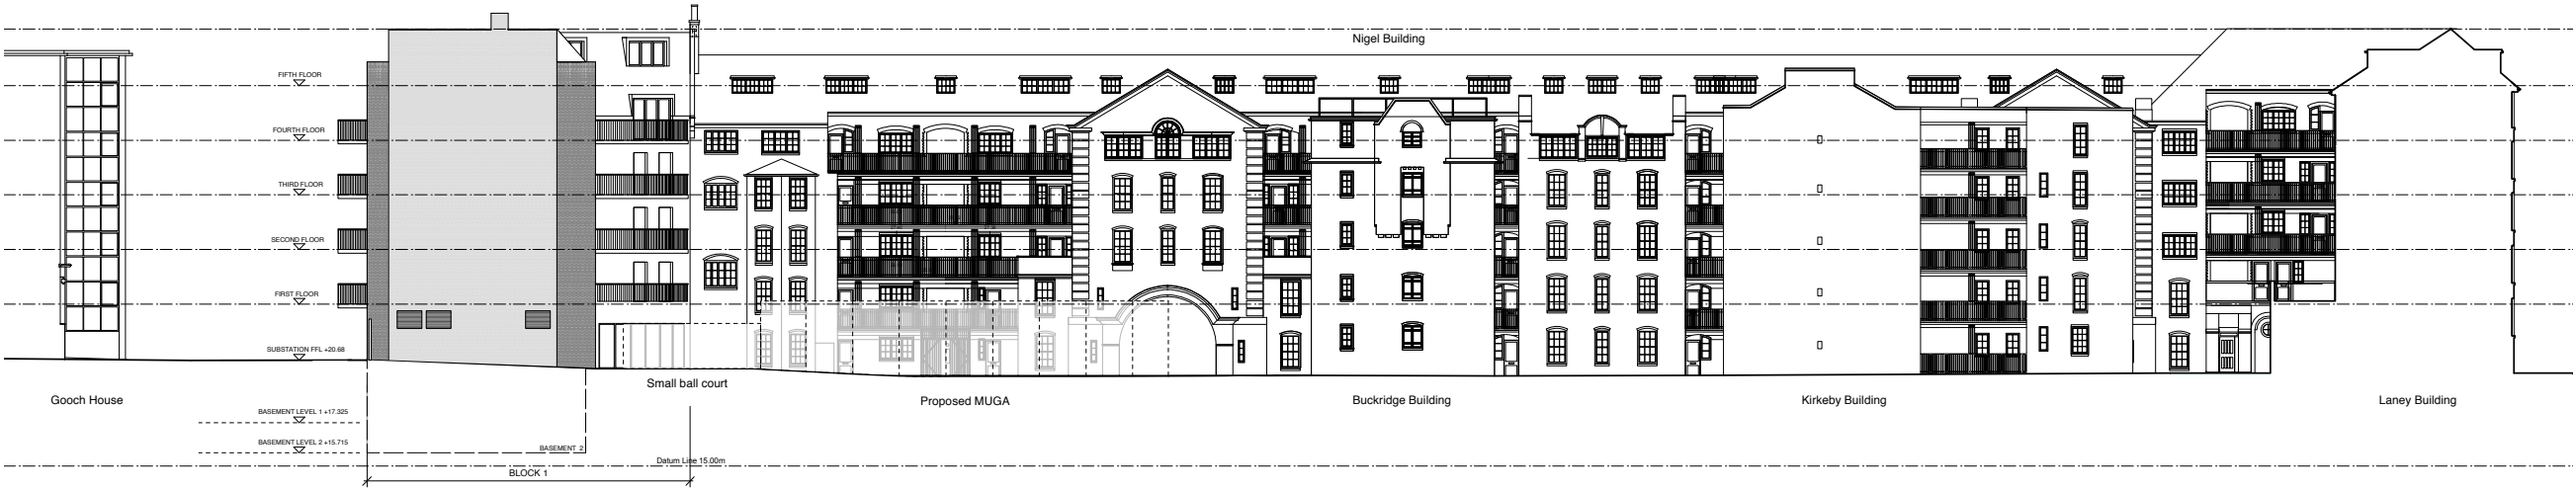 Nigel Building
FIFTH FLOOR
FOURTH FLOOR
THIRD FLOOR
SECOND FLOOR
FIRST FLOOR
SUBSTATION FFL +20.68
Small ball court
Gooch House
Proposed MUGA
Buckridge Building
Kirkeby Building
Laney Building
BASEMENT LEVEL 1 +17.325
BASEMENT LEVEL 2 +15.715
BASEMENT 2
Datum Line 15.00m
BLOCK 1